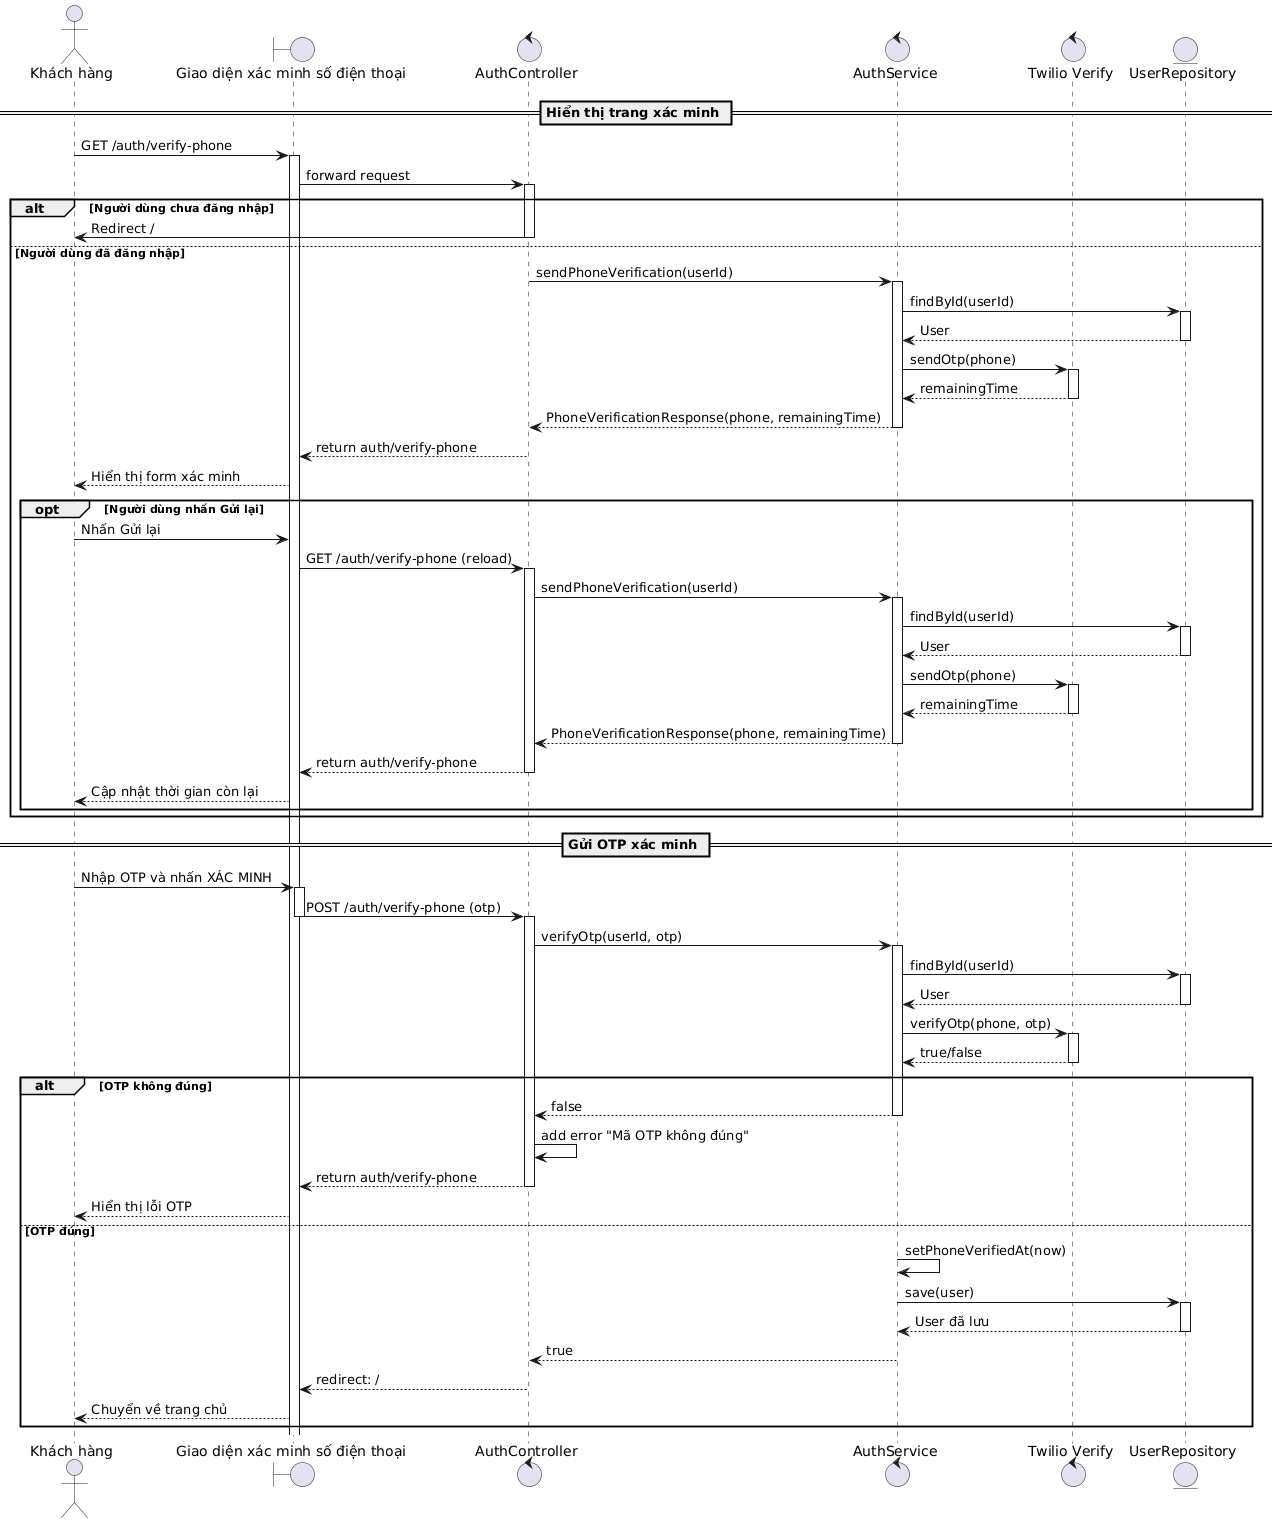 Khách hàng
Giao diện xác minh số điện thoại
AuthController
AuthService
Twilio Verify
UserRepository
Hiển thị trang xác minh
GET /auth/verify-phone
forward request
alt [Người dùng chưa đăng nhập]
Redirect /
[Người dùng đã đăng nhập]
sendPhoneVerification(userId)
findById(userId)
User
sendOtp(phone)
remainingTime
PhoneVerificationResponse(phone, remainingTime)
return auth/verify-phone
Hiển thị form xác minh
opt [Người dùng nhấn Gửi lại]
Nhấn Gửi lại
GET /auth/verify-phone (reload)
sendPhoneVerification(userId)
findById(userId)
User
sendOtp(phone)
remainingTime
PhoneVerificationResponse(phone, remainingTime)
return auth/verify-phone
Cập nhật thời gian còn lại
Gửi OTP xác minh
Nhập OTP và nhấn XÁC MINH
POST /auth/verify-phone (otp)
verifyOtp(userId, otp)
findById(userId)
User
verifyOtp(phone, otp)
true/false
alt [OTP không đúng]
false
add error "Mã OTP không đúng"
return auth/verify-phone
Hiển thị lỗi OTP
[OTP đúng]
setPhoneVerifiedAt(now)
save(user)
User đã lưu
true
redirect: /
Chuyển về trang chủ
Khách hàng
Giao diện xác minh số điện thoại
AuthController
AuthService
Twilio Verify
UserRepository